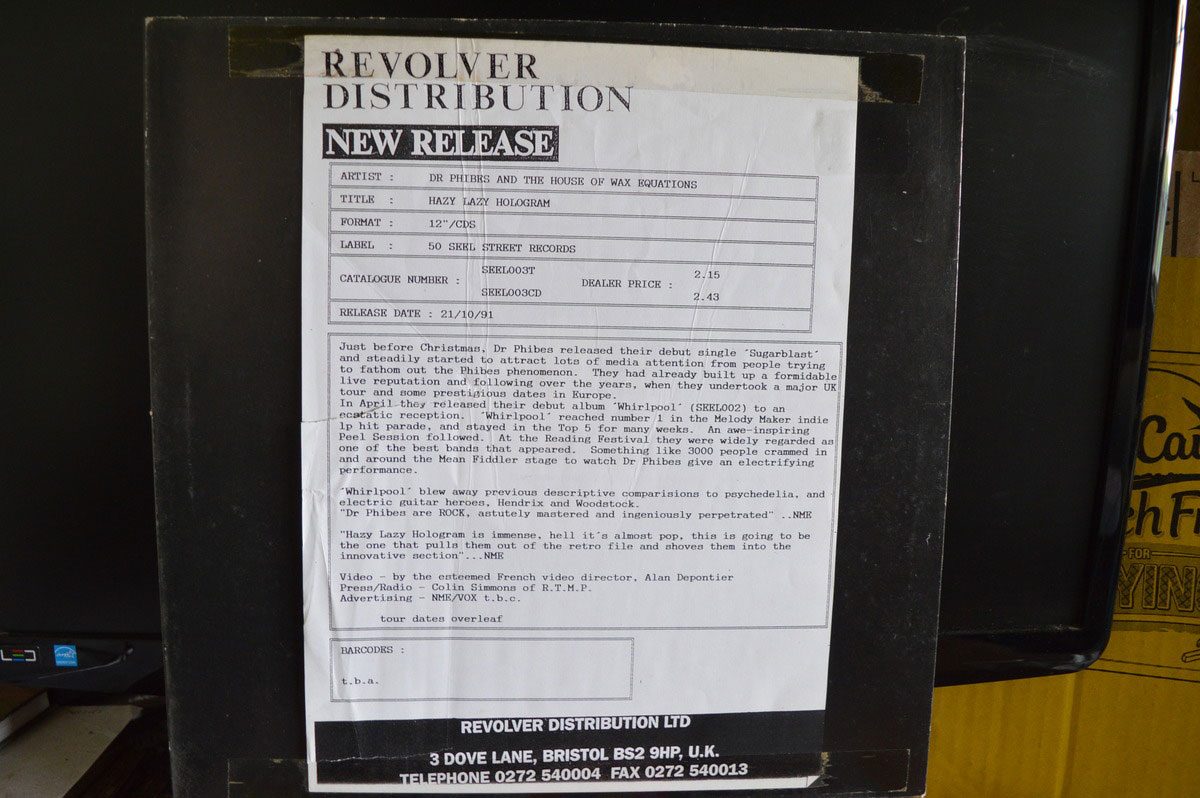 REVOLVER
DISTRIBUTION
NEW RELEASE
ARTIST : DR PHIBES AND THE HOUSE OF WAX EQUATIONS
TITLE : HAZY LAZY HOLOGRAM
FORMAT : 12"/CDS
LABEL : 50 SEEL STREET RECORDS
CATALOGUE NUMBER : SEEL003T DEALER PRICE : 2.15
SEEL003CD 2.43
RELEASE DATE : 21/10/91
Just before Christmas, Dr Phibes released their debut single ´Sugarblast´
and steadily started to attract lots of media attention from people trying
to fathom out the Phibes phenomenon. They had already built up a formidable
live reputation and following over the years, when they undertook a major UK
tour and some prestigious dates in Europe.
In April they released their debut album ´Whirlpool´ (SEEL002) to an
ecstatic reception. ´Whirlpool´ reached number 1 in the Melody Maker indie
lp hit parade, and stayed in the Top 5 for many weeks. An awe-inspiring
Peel Session followed. At the Reading Festival they were widely regarded as
one of the best bands that appeared. Something like 3000 people crammed in
and around the Mean Fiddler stage to watch Dr Phibes give an electrifying
performance.
´Whirlpool´ blew away previous descriptive comparisions to psychedelia, and
electric guitar heroes, Hendrix and Woodstock.
"Dr Phibes are ROCK, astutely mastered and ingeniously perpetrated" ..NME
"Hazy Lazy Hologram is immense, hell it´s almost pop, this is going to be
the one that pulls them out of the retro file and shoves them into the
innovative section"...NME
Video - by the esteemed French video director, Alan Depontier
Press/Radio - Colin Simmons of R.T.M.P.
Advertising - NME/VOX t.b.c.
tour dates overleaf
BARCODES :
t.b.a.
REVOLVER DISTRIBUTION LTD
3 DOVE LANE, BRISTOL BS2 9HP, U.K.
TELEPHONE 0272 540004 FAX 0272 540013
LED
FOR